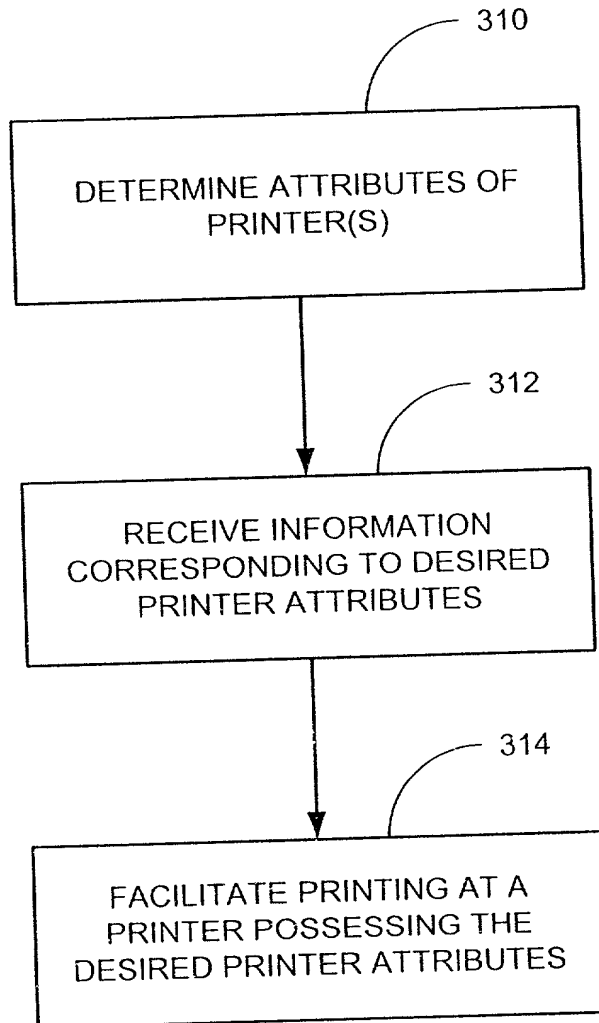 310
DETERMINE ATTRIBUTES OF
PRINTER(S)
312
RECEIVE INFORMATION
CORRESPONDING TO DESIRED
PRINTER ATTRIBUTES
314
FACILITATE PRINTING AT A
PRINTER POSSESSING THE
DESIRED PRINTER ATTRIBUTES